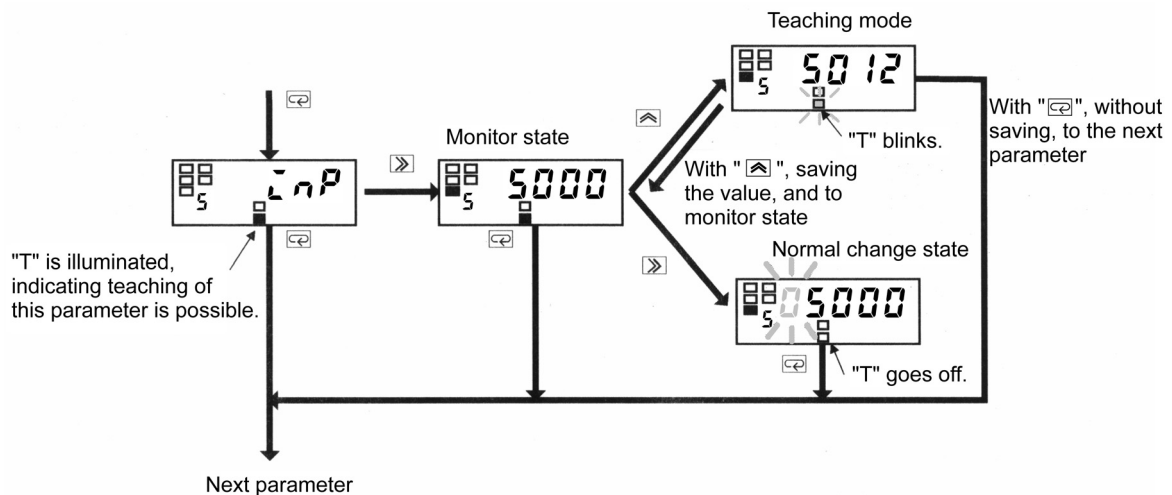 Teaching mode
S
5012
"T" blinks.
With " ", without
saving, to the next
parameter
Monitor state
S
inP
S
5000
With " ", saving
the value, and to
monitor state
"T" is illuminated,
indicating teaching of
this parameter is possible.
Normal change state
S
05000
"T" goes off.
Next parameter